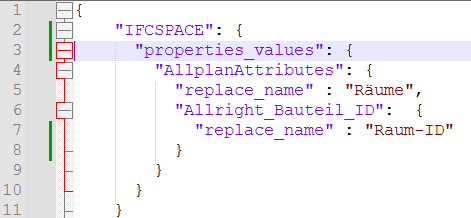 1 {
2 "IFCSPACE": {
3 "properties_values": {
4 "AllplanAttributes": {
5 "replace_name" : "Räume",
6 "Allright_Bauteil_ID":  {
7 "replace_name" : "Raum-ID"
8 }
9 }
10 }
11 }